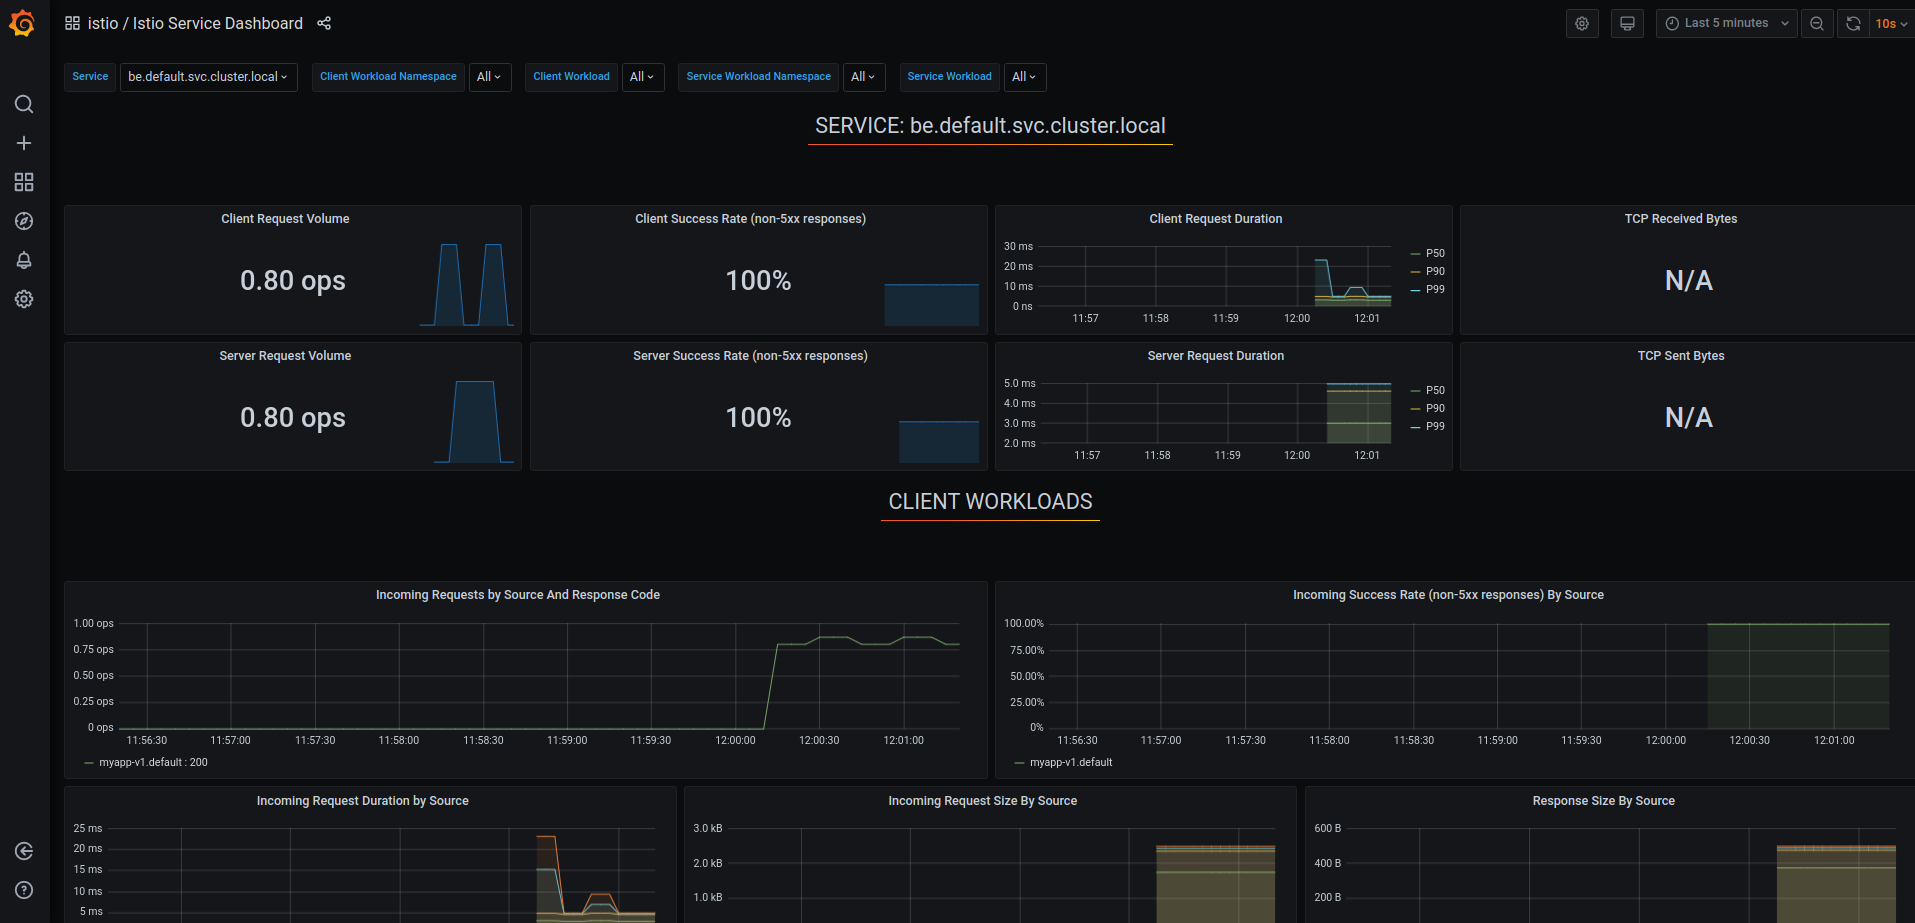 istio / Istio Service Dashboard
Last 5 minutes
10s
Service be.default.svc.cluster.local Client Workload Namespace All Client Workload All Service Workload Namespace All Service Workload All
SERVICE: be.default.svc.cluster.local
Client Request Volume
0.80 ops
Client Success Rate (non-5xx responses)
100%
Client Request Duration
30 ms
20 ms
10 ms
0 ns
11:57 11:58 11:59 12:00 12:01
P50
P90
P99
TCP Received Bytes
N/A
Server Request Volume
0.80 ops
Server Success Rate (non-5xx responses)
100%
Server Request Duration
5.0 ms
4.0 ms
3.0 ms
2.0 ms
11:57 11:58 11:59 12:00 12:01
P50
P90
P99
TCP Sent Bytes
N/A
CLIENT WORKLOADS
Incoming Requests by Source And Response Code
1.00 ops
0.75 ops
0.50 ops
0.25 ops
0 ops
11:56:30 11:57:00 11:57:30 11:58:00 11:58:30 11:59:00 11:59:30 12:00:00 12:00:30 12:01:00
myapp-v1.default : 200
Incoming Success Rate (non-5xx responses) By Source
100.00%
75.00%
50.00%
25.00%
0%
11:56:30 11:57:00 11:57:30 11:58:00 11:58:30 11:59:00 11:59:30 12:00:00 12:00:30 12:01:00
myapp-v1.default
Incoming Request Duration by Source
25 ms
20 ms
15 ms
10 ms
5 ms
Incoming Request Size By Source
3.0 kB
2.0 kB
1.0 kB
Response Size By Source
600 B
400 B
200 B